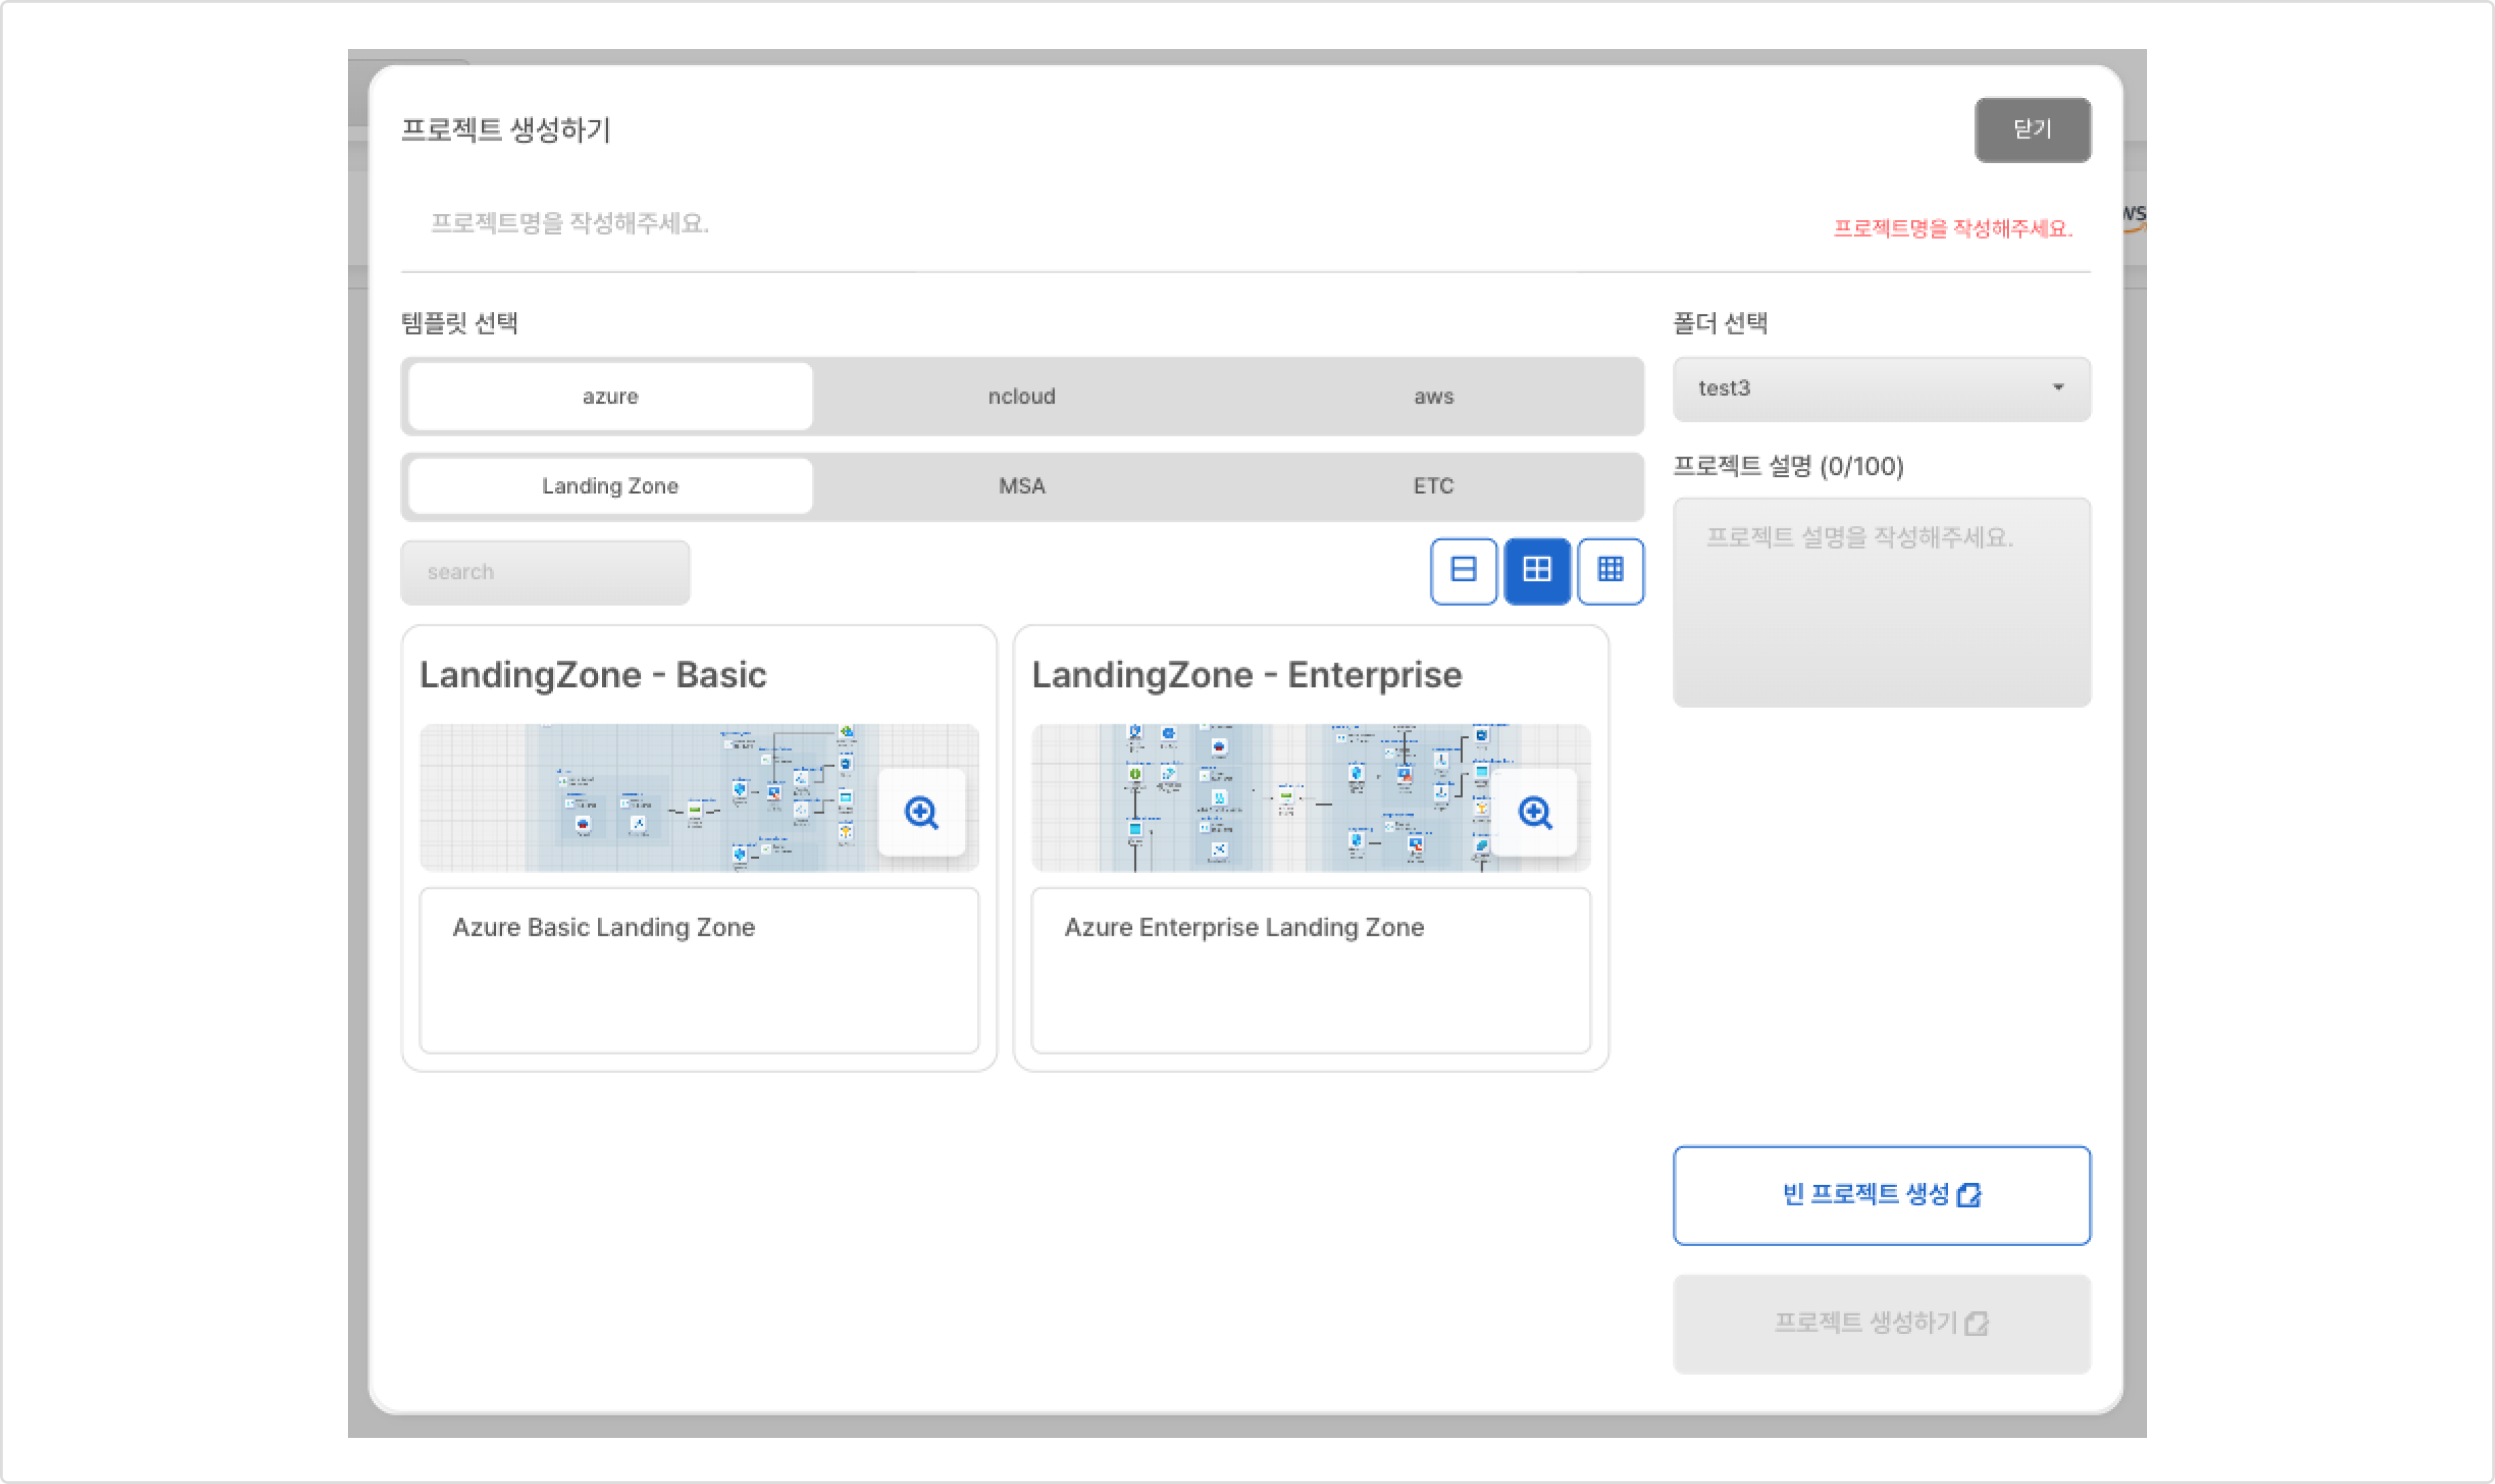 프로젝트 생성하기
닫기
프로젝트명을 작성해주세요.
프로젝트명을 작성해주세요.
템플릿 선택
azure
ncloud
aws
Landing Zone
MSA
ETC
search
LandingZone - Basic
Azure Basic Landing Zone
LandingZone - Enterprise
Azure Enterprise Landing Zone
폴더 선택
test3
프로젝트 설명 (0/100)
프로젝트 설명을 작성해주세요.
빈 프로젝트 생성
프로젝트 생성하기